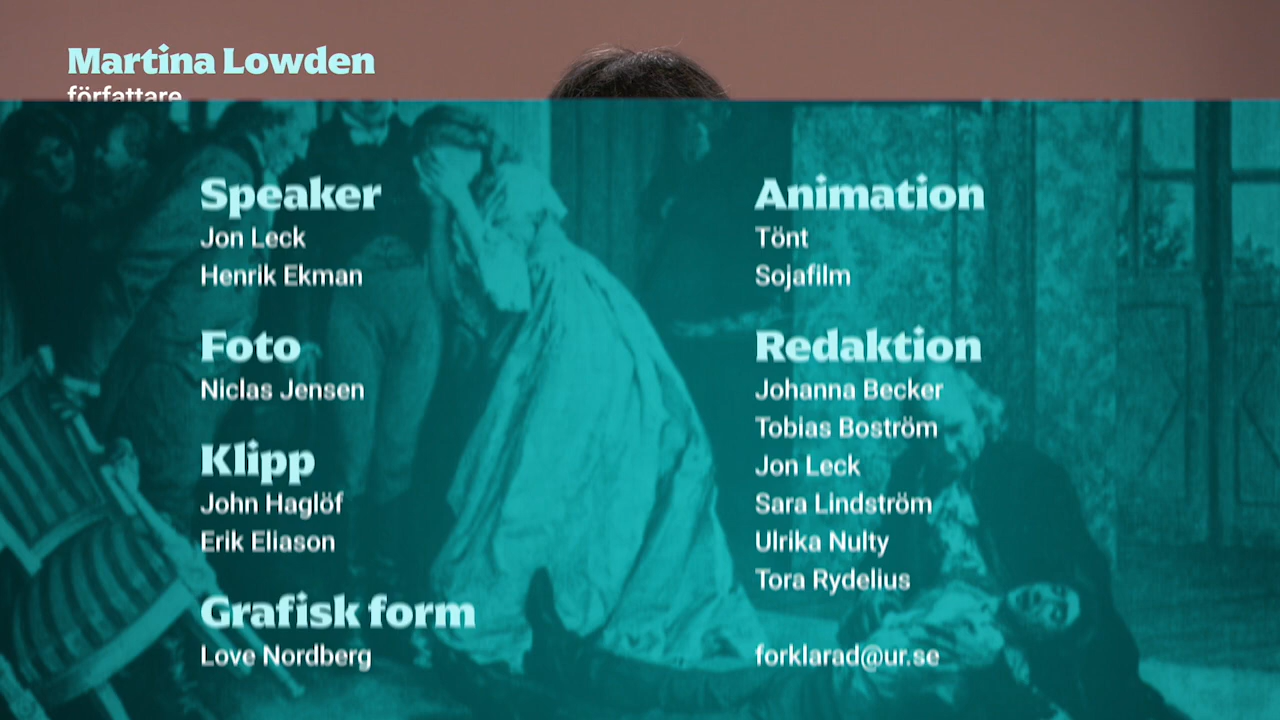 Martina Lowden
författare
Speaker
Jon Leck
Henrik Ekman
Foto
Niclas Jensen
Klipp
John Haglöf
Erik Eliason
Grafisk form
Love Nordberg
Animation
Tönt
Sojafilm
Redaktion
Johanna Becker
Tobias Boström
Jon Leck
Sara Lindström
Ulrika Nulty
Tora Rydelius
forklarad@ur.se